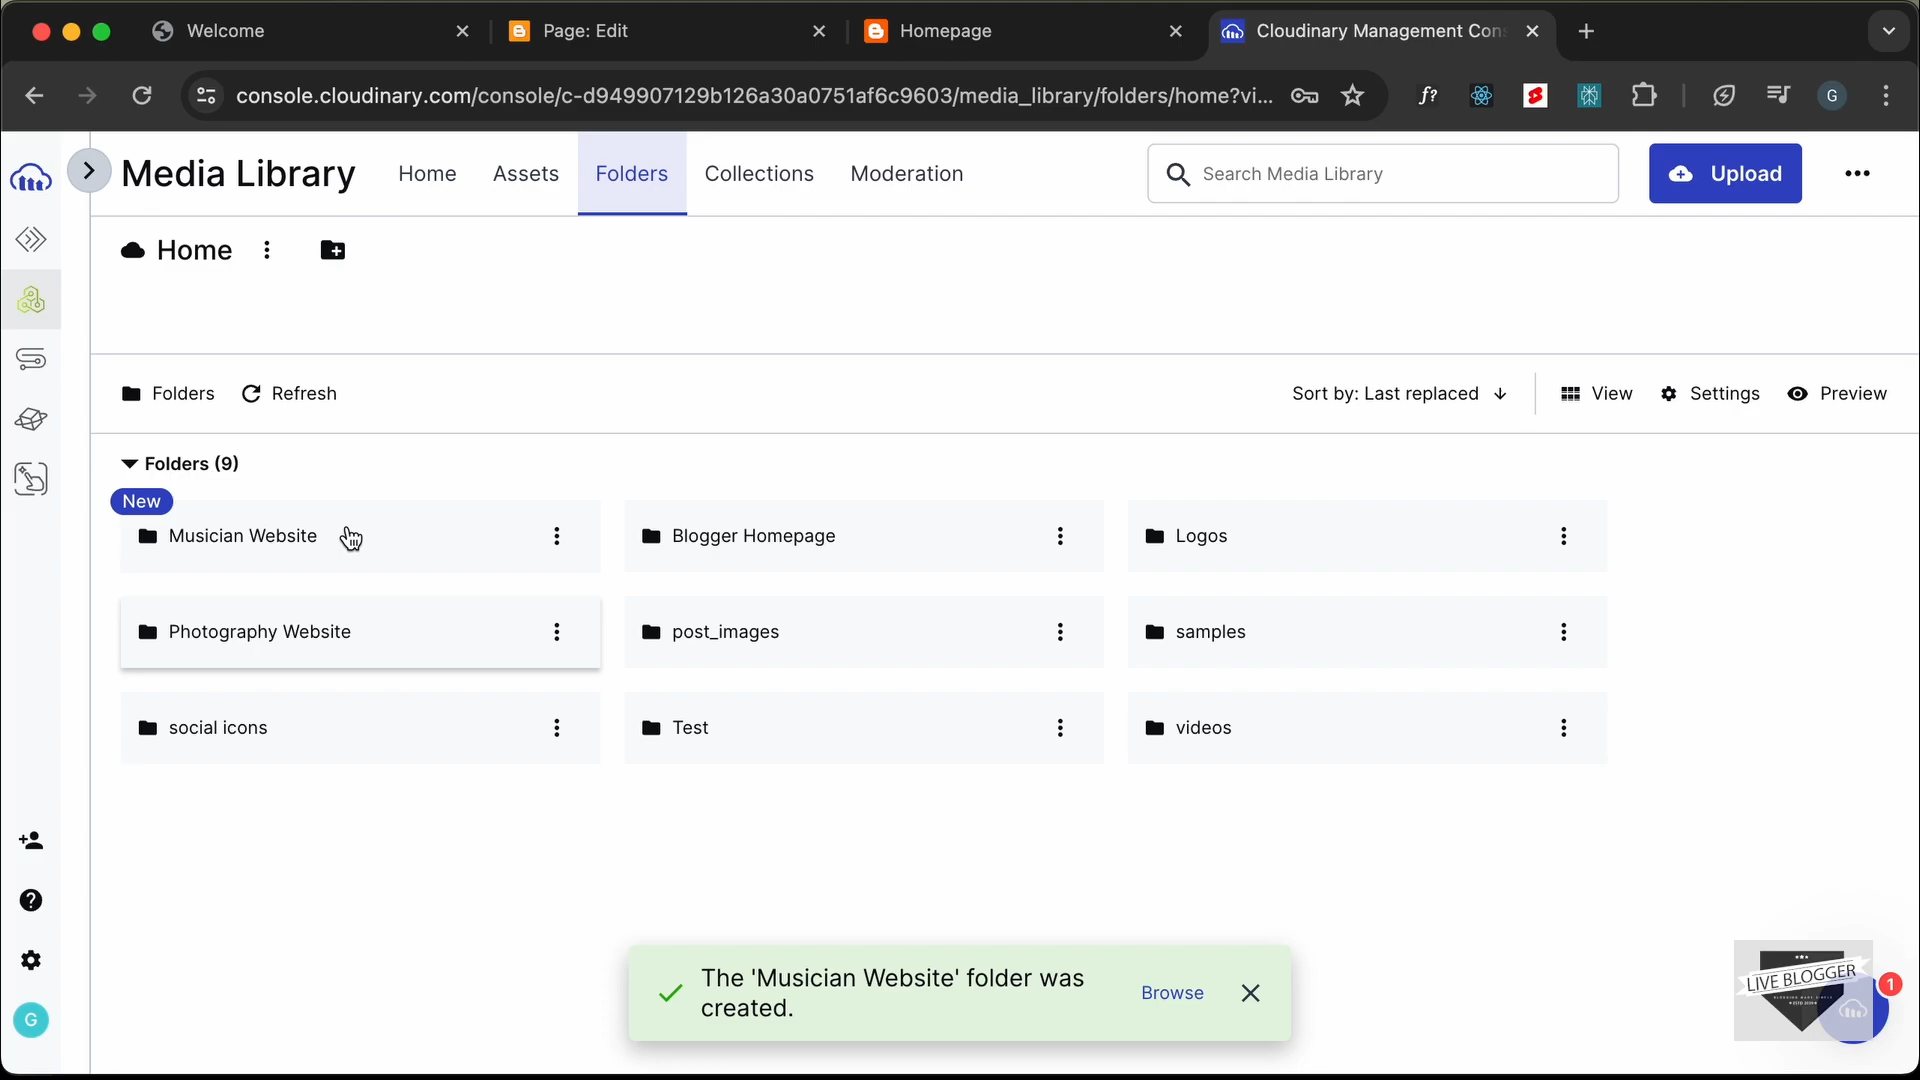 Welcome
Page: Edit
Homepage
Cloudinary Management Con
console.cloudinary.com/console/c-d949907129b126a30a0751af6c9603/media_library/folders/home?vi...
f?
G
Media Library
Home
Assets
Folders
Collections
Moderation
Search Media Library
Upload
Home
Folders
Refresh
Sort by: Last replaced
View
Settings
Preview
Folders (9)
New
Musician Website
Blogger Homepage
Logos
Photography Website
post_images
samples
social icons
Test
videos
The 'Musician Website' folder was
created.
Browse
LIVE BLOGGER
1
G